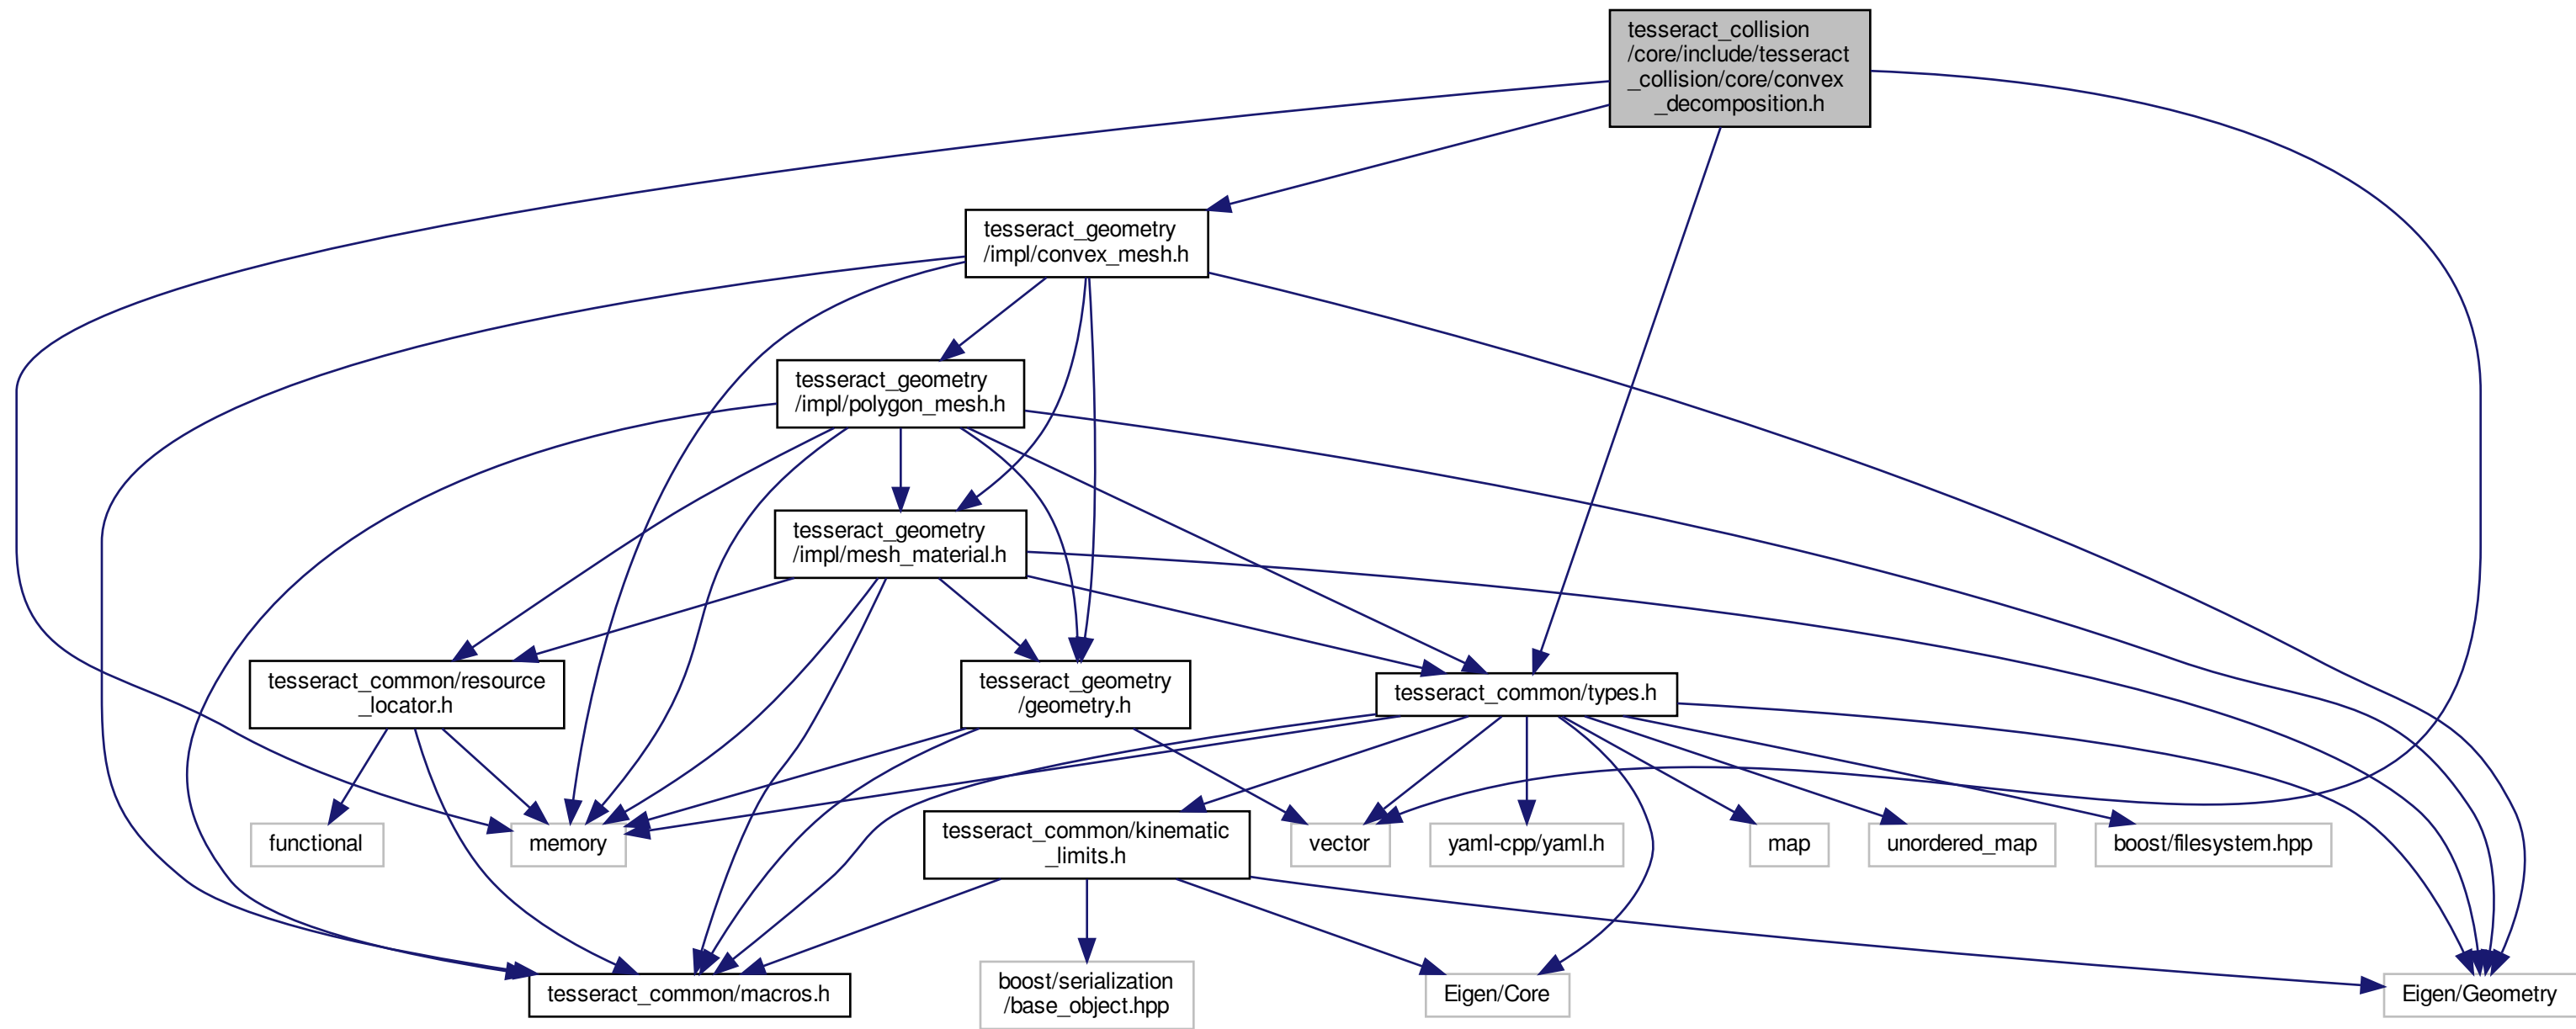 tesseract_collision
/core/include/tesseract
_collision/core/convex
_decomposition.h
tesseract_geometry
/impl/convex_mesh.h
tesseract_geometry
/impl/polygon_mesh.h
tesseract_geometry
/impl/mesh_material.h
tesseract_common/resource
_locator.h
tesseract_geometry
/geometry.h
tesseract_common/types.h
functional
memory
tesseract_common/kinematic
_limits.h
vector
yaml-cpp/yaml.h
map
unordered_map
boost/filesystem.hpp
tesseract_common/macros.h
boost/serialization
/base_object.hpp
Eigen/Core
Eigen/Geometry